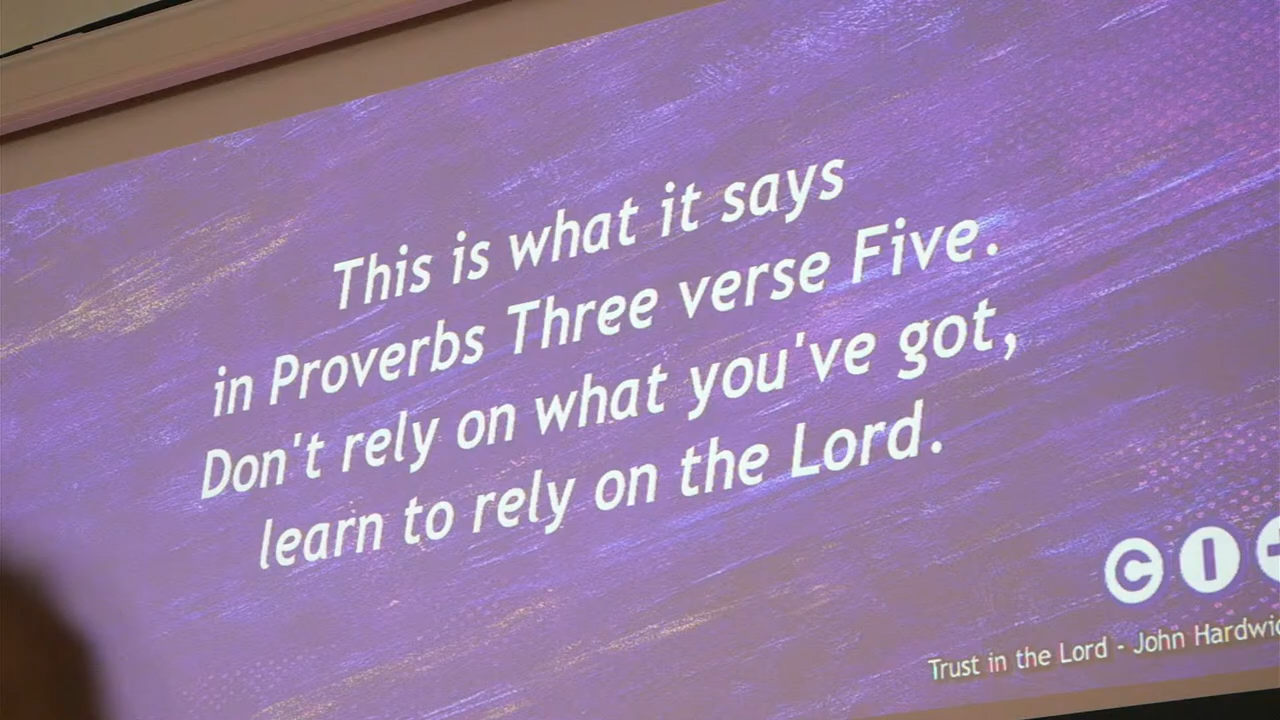 This is what it says
in Proverbs Three verse Five.
Don't rely on what you've got,
learn to rely on the Lord.
C I
Trust in the Lord - John Hardwic